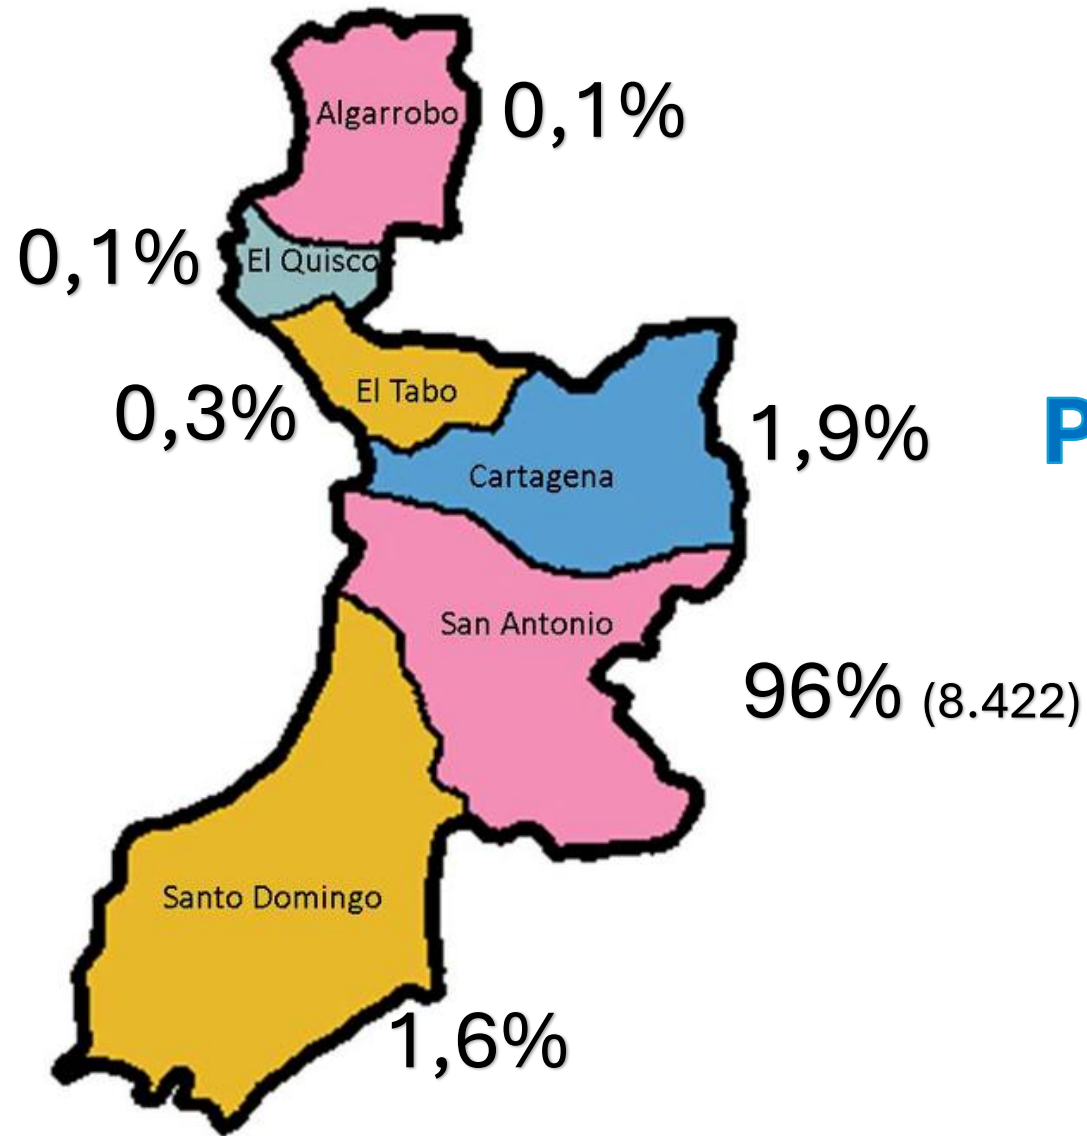 Algarrobo
0,1%
0,1%
El Quisco
El Tabo
0,3%
1,9%
P
Cartagena
San Antonio
96% (8.422)
Santo Domingo
1,6%